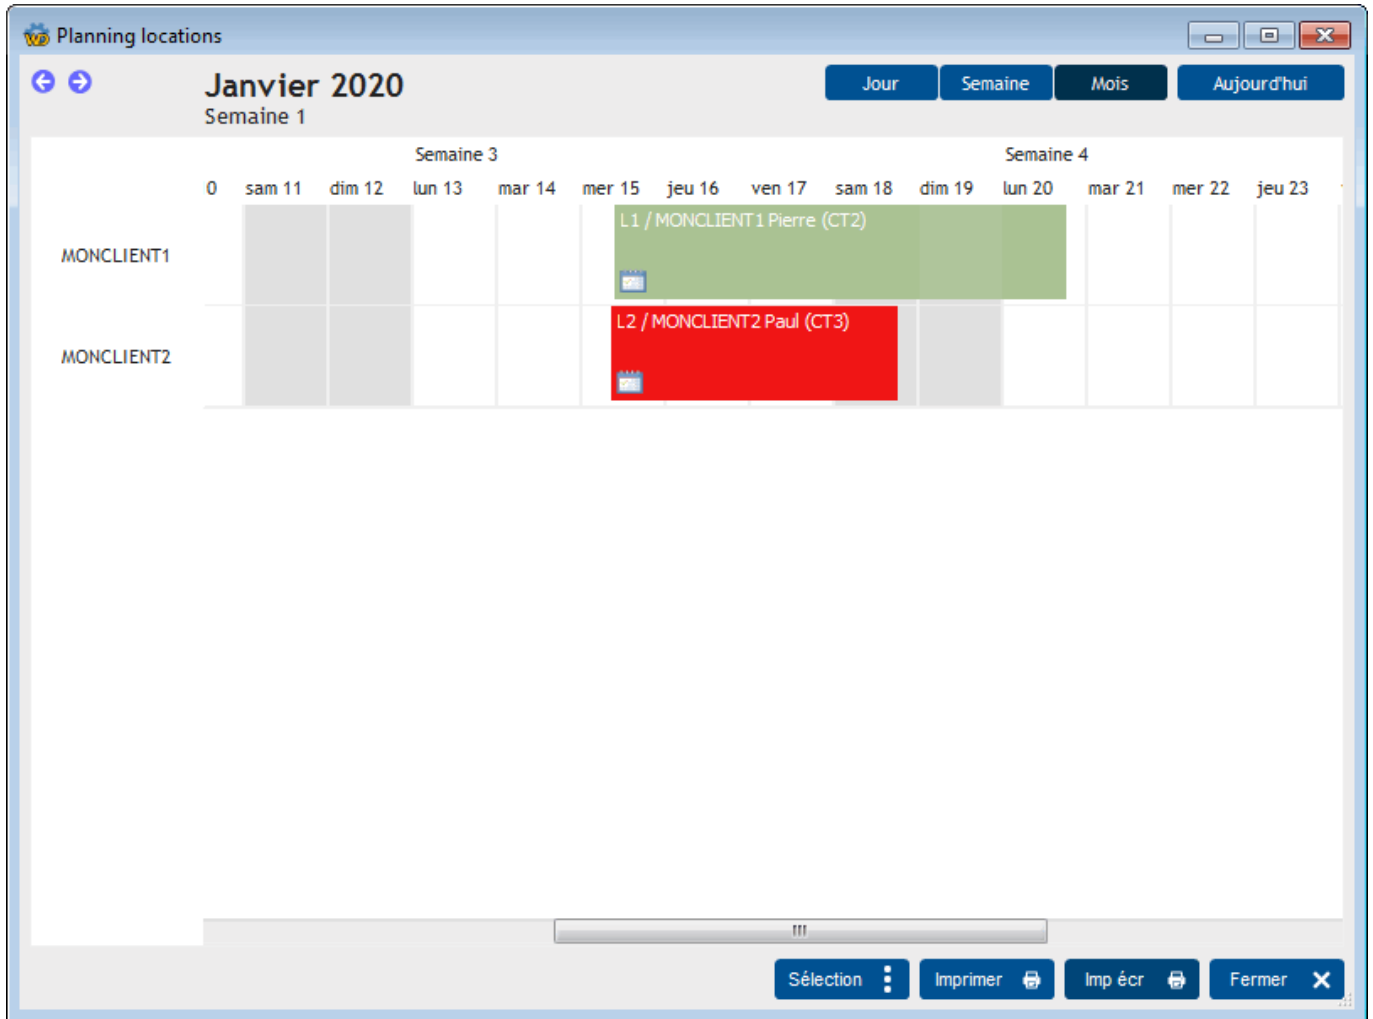 Planning locations
Janvier 2020
Semaine 1
Jour Semaine Mois Aujourd'hui
Semaine 3 Semaine 4
0 sam 11 dim 12 lun 13 mar 14 mer 15 jeu 16 ven 17 sam 18 dim 19 lun 20 mar 21 mer 22 jeu 23
MONCLIENT1
L1 / MONCLIENT1 Pierre (CT2)
MONCLIENT2
L2 / MONCLIENT2 Paul (CT3)
Sélection Imprimer Imp écr Fermer